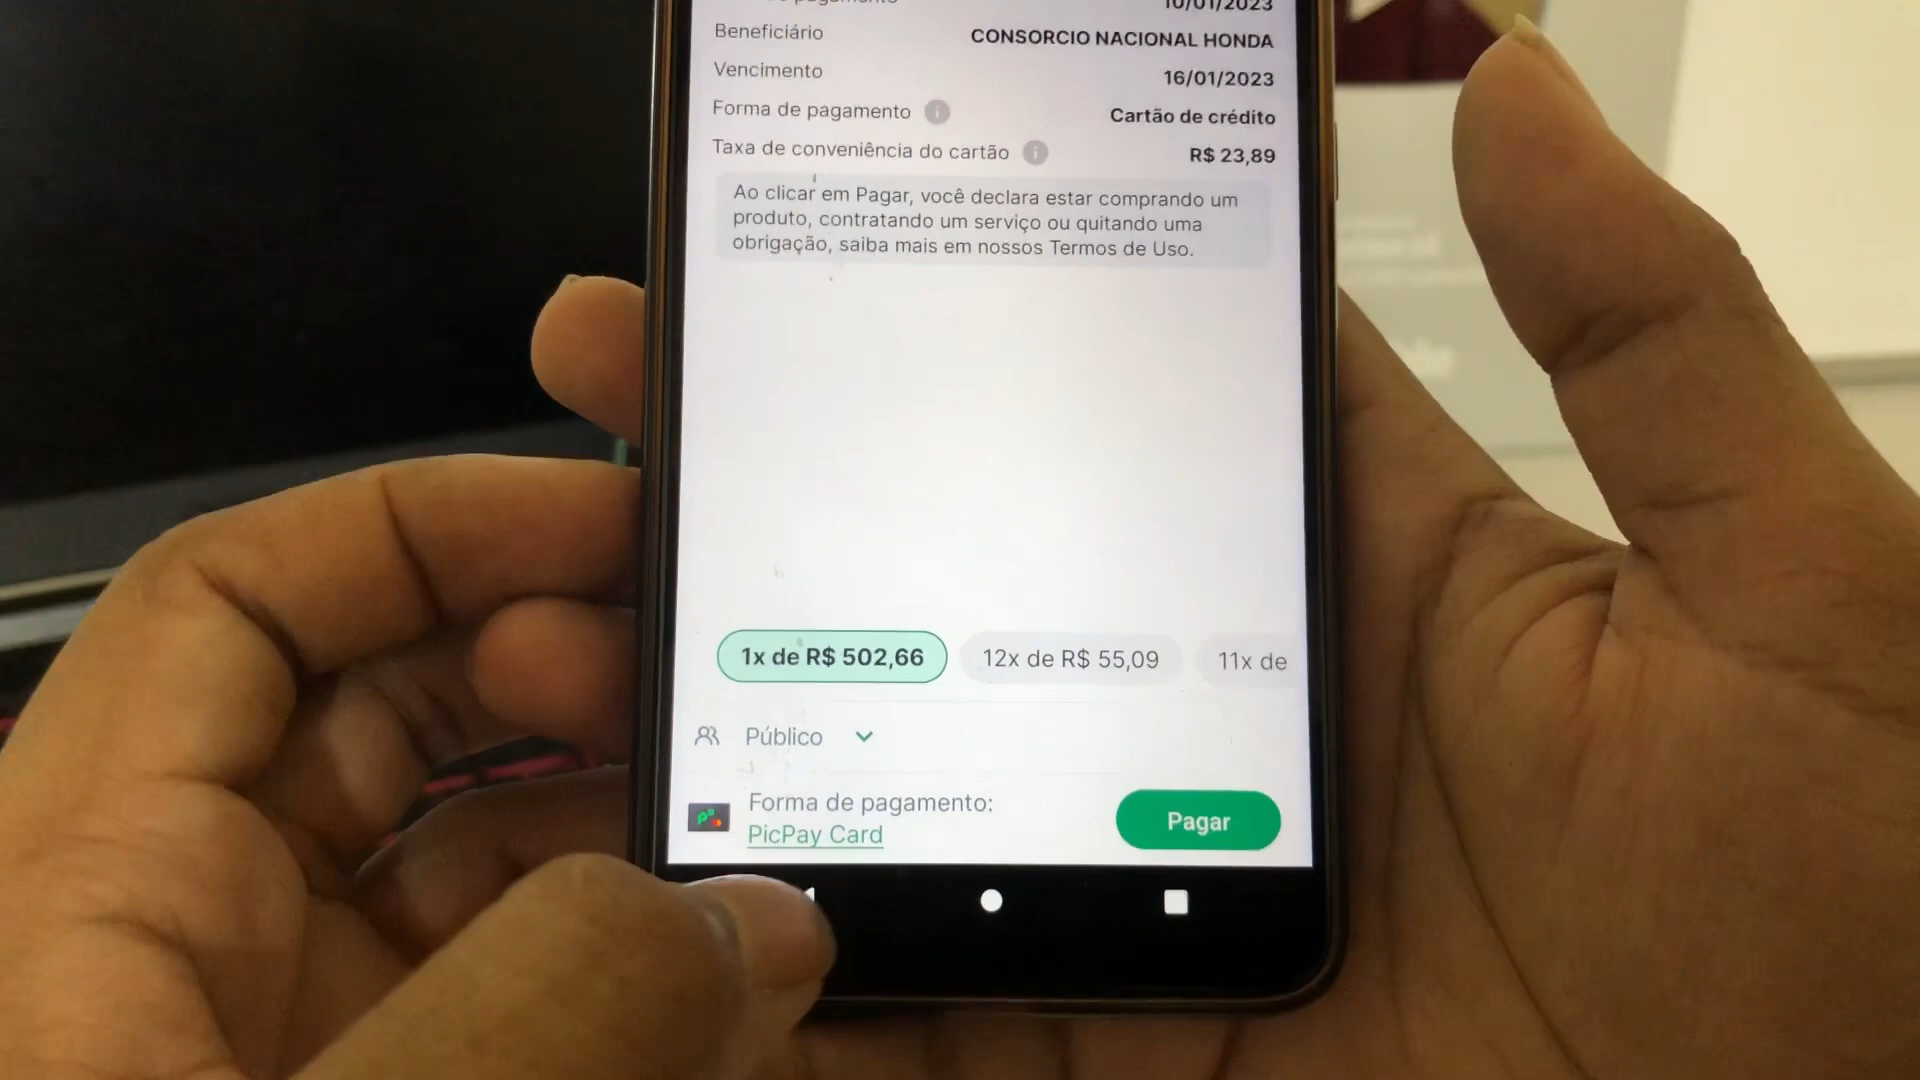 de pagamento 10/01/2023
Beneficiário CONSORCIO NACIONAL HONDA
Vencimento 16/01/2023
Forma de pagamento i Cartão de crédito
Taxa de conveniência do cartão i R$ 23,89
Ao clicar em Pagar, você declara estar comprando um
produto, contratando um serviço ou quitando uma
obrigação, saiba mais em nossos Termos de Uso.
1x de R$ 502,66 12x de R$ 55,09 11x de
Público
Forma de pagamento:
PicPay Card
Pagar